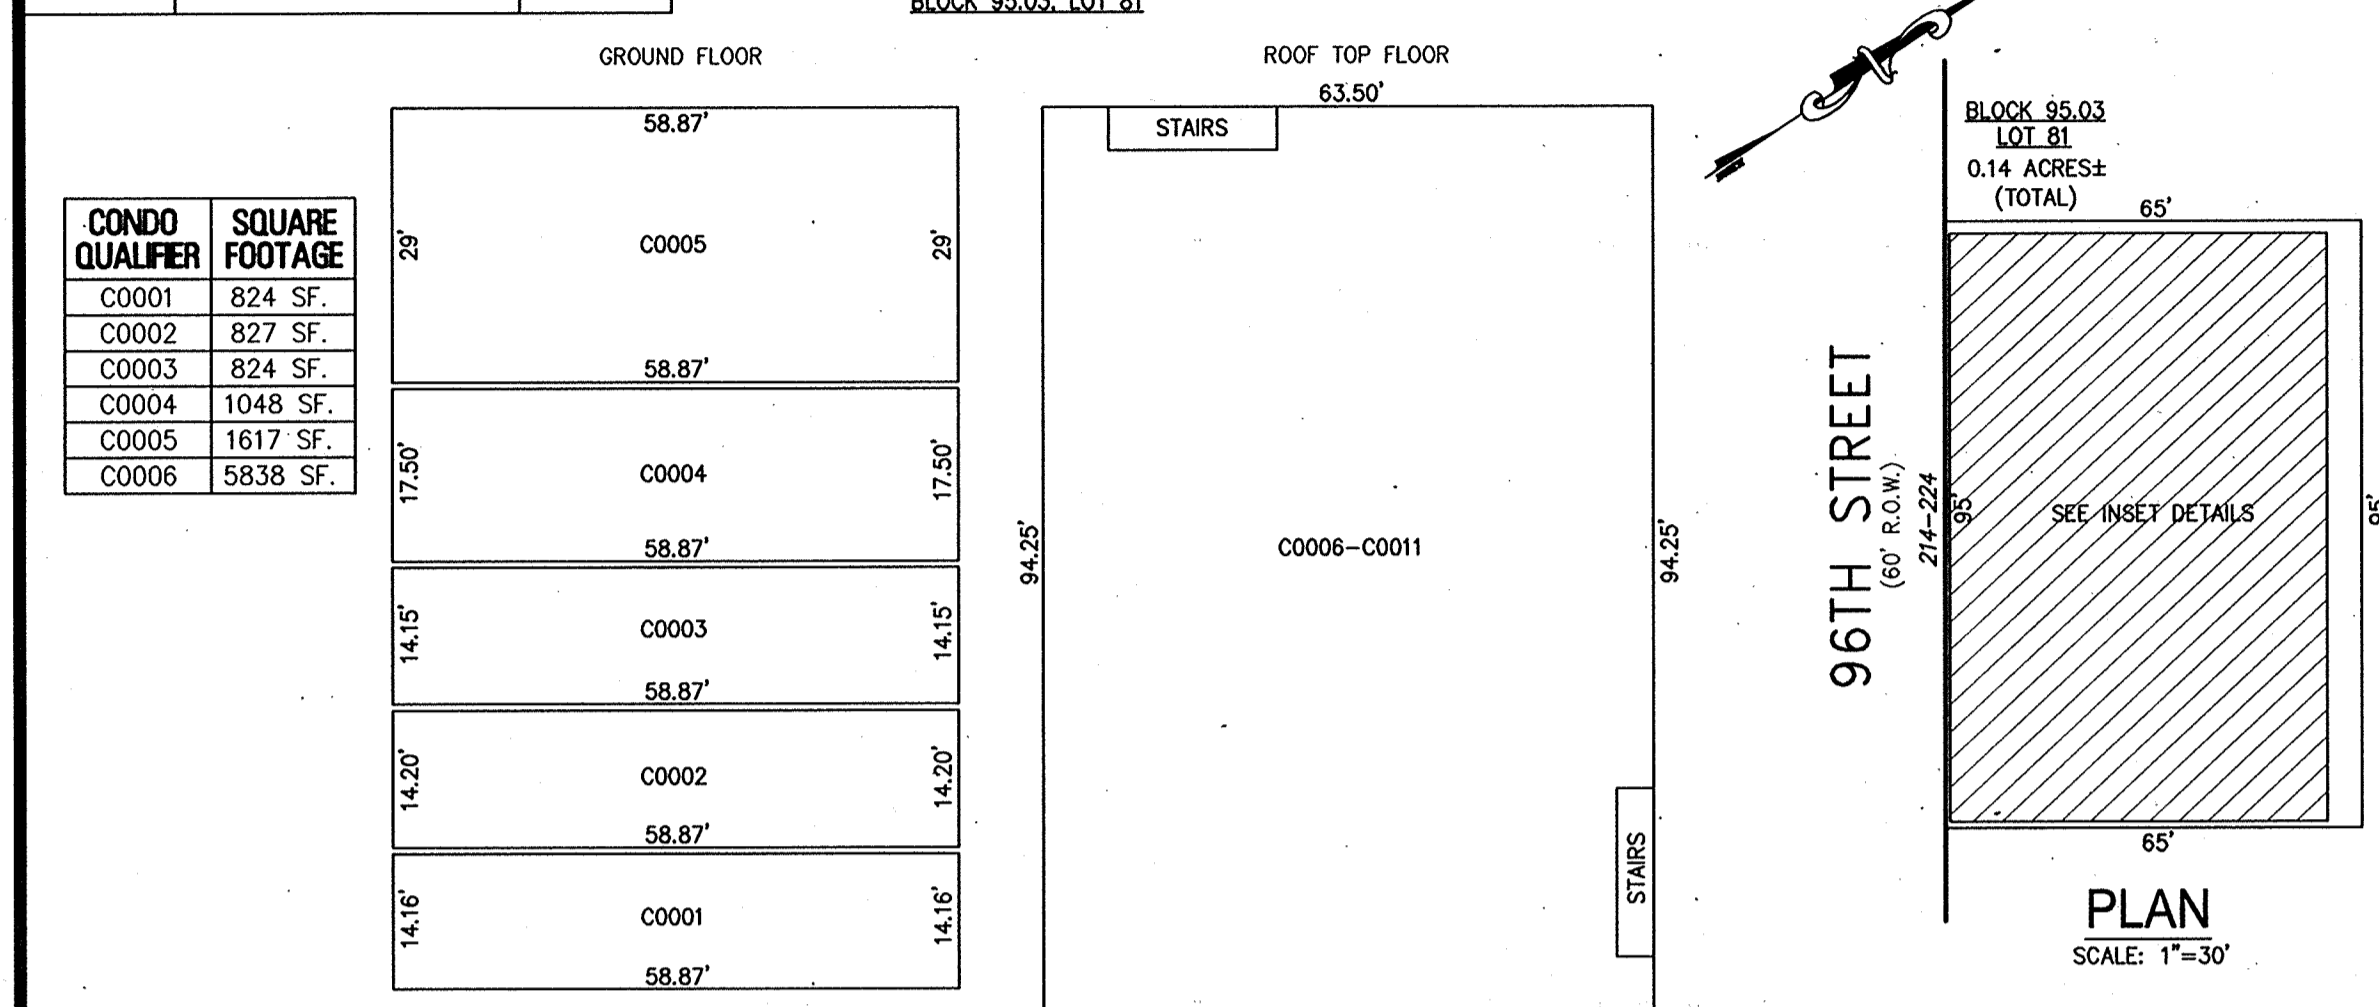 BLOCK 95.03, LOT 81
GROUND FLOOR
ROOF TOP FLOOR
CONDO QUALIFIER SQUARE FOOTAGE
C0001 824 SF.
C0002 827 SF.
C0003 824 SF.
C0004 1048 SF.
C0005 1617 SF.
C0006 5838 SF.
58.87'
29' C0005 29'
58.87'
17.50' C0004 17.50'
58.87'
14.15' C0003 14.15'
58.87'
14.20' C0002 14.20'
58.87'
14.16' C0001 14.16'
58.87'
63.50'
STAIRS
94.25' C0006-C0011 94.25'
STAIRS
BLOCK 95.03
LOT 81
0.14 ACRES±
(TOTAL)
65'
96TH STREET
(60' R.O.W.)
214-224
95' SEE INSET DETAILS 95'
65'
PLAN
SCALE: 1"=30'